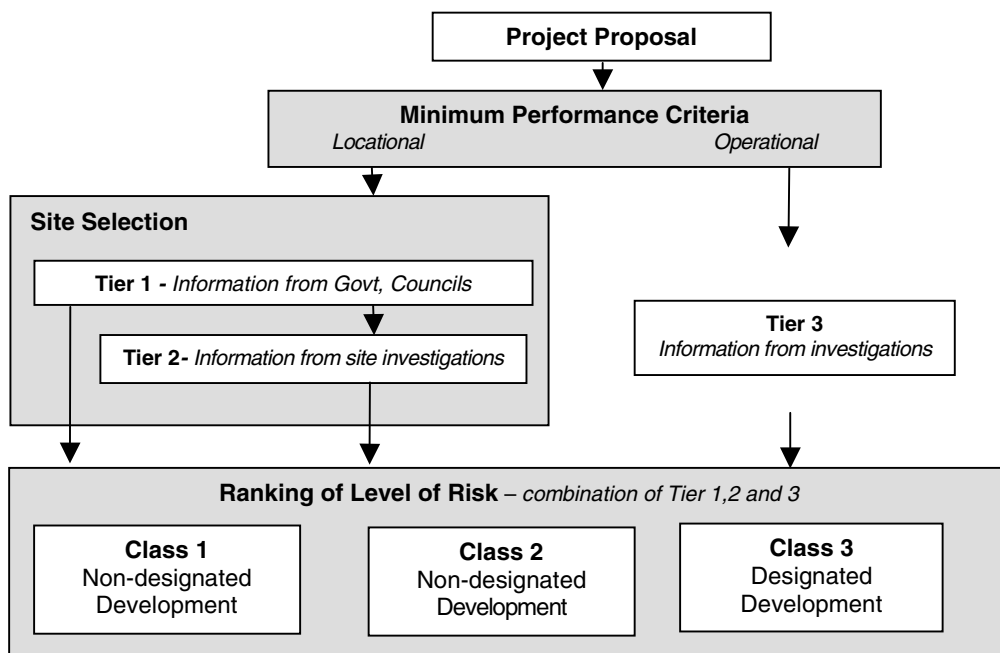 Project Proposal
Minimum Performance Criteria
Locational Operational
Site Selection
Tier 1 - Information from Govt, Councils
Tier 2- Information from site investigations
Tier 3
Information from investigations
Ranking of Level of Risk – combination of Tier 1,2 and 3
Class 1
Non-designated
Development
Class 2
Non-designated
Development
Class 3
Designated
Development